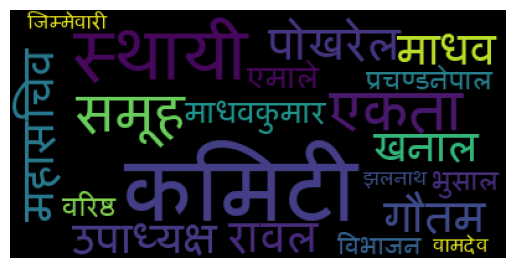 जिम्मेवारी
स्थायी पोखरेल माधव
एमाले प्रचण्डनेपाल
महासचिव समूह माधवकुमार एकता
खनाल
कमिटी झलनाथ भुसाल
वरिष्ठ गौतम
उपाध्यक्ष रावल विभाजन वामदेव